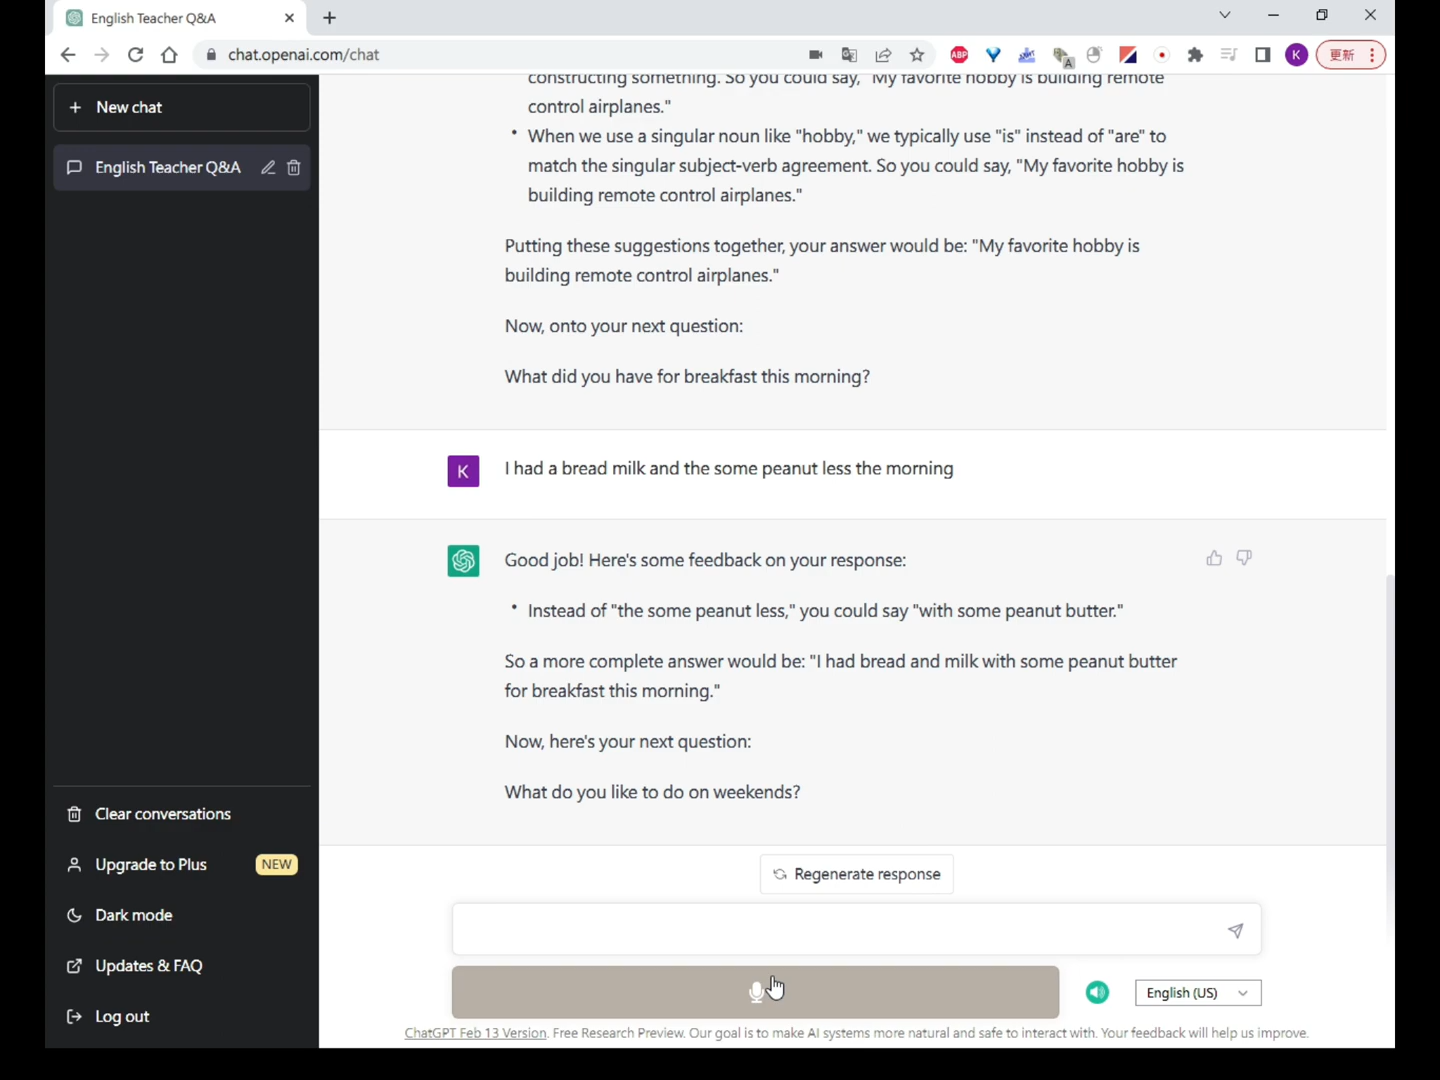 English Teacher Q&A
chat.openai.com/chat
ABP
A
K
更新
New chat
English Teacher Q&A
constructing something. So you could say, "My favorite hobby is building remote
control airplanes."
• When we use a singular noun like "hobby," we typically use "is" instead of "are" to
match the singular subject-verb agreement. So you could say, "My favorite hobby is
building remote control airplanes."
Putting these suggestions together, your answer would be: "My favorite hobby is
building remote control airplanes."
Now, onto your next question:
What did you have for breakfast this morning?
K
I had a bread milk and the some peanut less the morning
Good job! Here's some feedback on your response:
• Instead of "the some peanut less," you could say "with some peanut butter."
So a more complete answer would be: "I had bread and milk with some peanut butter
for breakfast this morning."
Now, here's your next question:
What do you like to do on weekends?
Clear conversations
Upgrade to Plus NEW
Dark mode
Updates & FAQ
Log out
Regenerate response
English (US)
ChatGPT Feb 13 Version. Free Research Preview. Our goal is to make AI systems more natural and safe to interact with. Your feedback will help us improve.